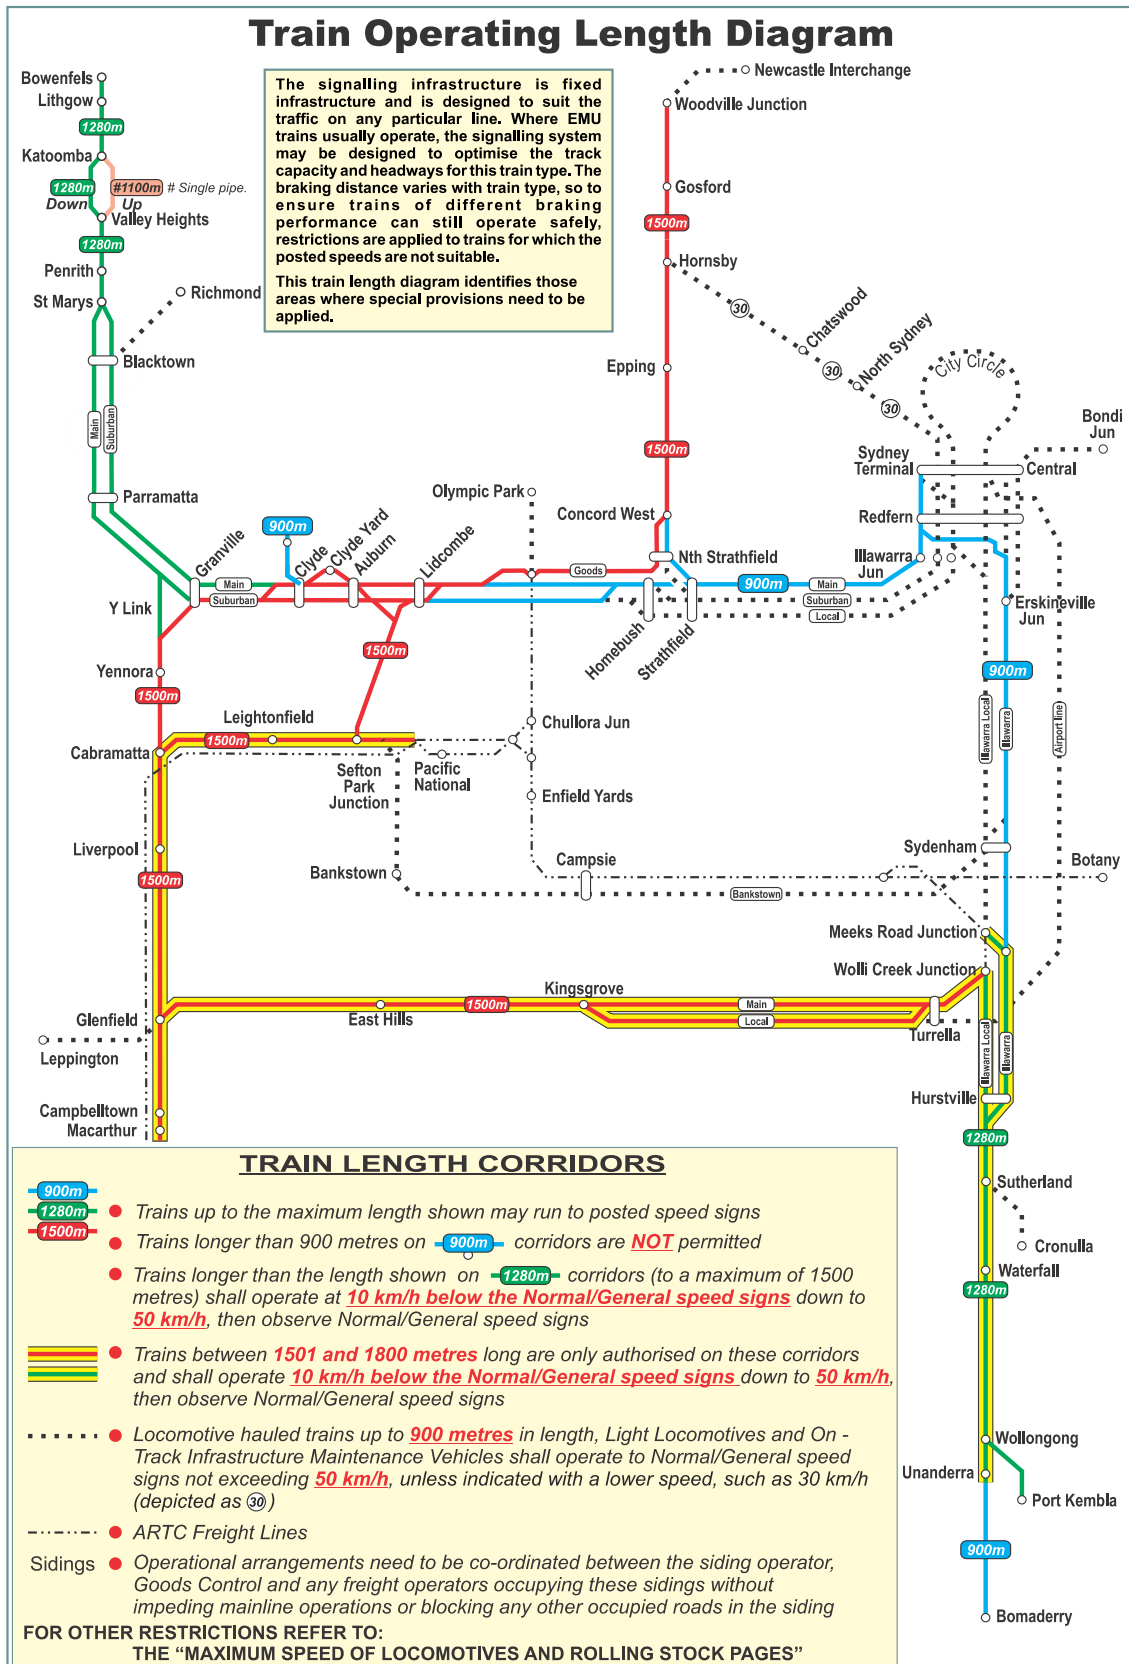 Train Operating Length Diagram
The signalling infrastructure is fixed
infrastructure and is designed to suit the
traffic on any particular line. Where EMU
trains usually operate, the signalling system
may be designed to optimise the track
capacity and headways for this train type. The
braking distance varies with train type, so to
ensure trains of different braking
performance can still operate safely,
restrictions are applied to trains for which the
posted speeds are not suitable.
This train length diagram identifies those
areas where special provisions need to be
applied.
Bowenfels
Lithgow
1280m
Katoomba
1280m
#1100m
# Single pipe.
Down
Up
Valley Heights
1280m
Penrith
St Marys
Richmond
Blacktown
Main
Suburban
Parramatta
Newcastle Interchange
Woodville Junction
Gosford
1500m
Hornsby
30
Chatswood
30
North Sydney
30
Epping
City Circle
1500m
Bondi
Jun
Sydney
Terminal
Central
Olympic Park
Concord West
Redfern
900m
Granville
Clyde
Clyde Yard
Auburn
Lidcombe
Nth Strathfield
Illawarra
Jun
Goods
Main
Suburban
900m
Main
Suburban
Local
Y Link
Erskineville
Jun
Homebush
Strathfield
1500m
Yennora
1500m
900m
Illawarra Local
Illawarra
Airport line
Leightonfield
1500m
Chullora Jun
Cabramatta
Sefton
Park
Junction
Pacific
National
Enfield Yards
Liverpool
1500m
Bankstown
Campsie
Bankstown
Sydenham
Botany
Meeks Road Junction
Wolli Creek Junction
Kingsgrove
1500m
Main
Local
East Hills
Turrella
Glenfield
Leppington
Illawarra Local
Illawarra
Hurstville
Campbelltown
Macarthur
1280m
Sutherland
Cronulla
Waterfall
1280m
Wollongong
Unanderra
Port Kembla
900m
Bomaderry
TRAIN LENGTH CORRIDORS
900m
1280m
1500m
Trains up to the maximum length shown may run to posted speed signs
Trains longer than 900 metres on 900m corridors are NOT permitted
Trains longer than the length shown on 1280m corridors (to a maximum of 1500
metres) shall operate at 10 km/h below the Normal/General speed signs down to
50 km/h, then observe Normal/General speed signs
Trains between 1501 and 1800 metres long are only authorised on these corridors
and shall operate 10 km/h below the Normal/General speed signs down to 50 km/h,
then observe Normal/General speed signs
Locomotive hauled trains up to 900 metres in length, Light Locomotives and On -
Track Infrastructure Maintenance Vehicles shall operate to Normal/General speed
signs not exceeding 50 km/h, unless indicated with a lower speed, such as 30 km/h
(depicted as 30)
ARTC Freight Lines
Sidings Operational arrangements need to be co-ordinated between the siding operator,
Goods Control and any freight operators occupying these sidings without
impeding mainline operations or blocking any other occupied roads in the siding
FOR OTHER RESTRICTIONS REFER TO:
THE “MAXIMUM SPEED OF LOCOMOTIVES AND ROLLING STOCK PAGES”